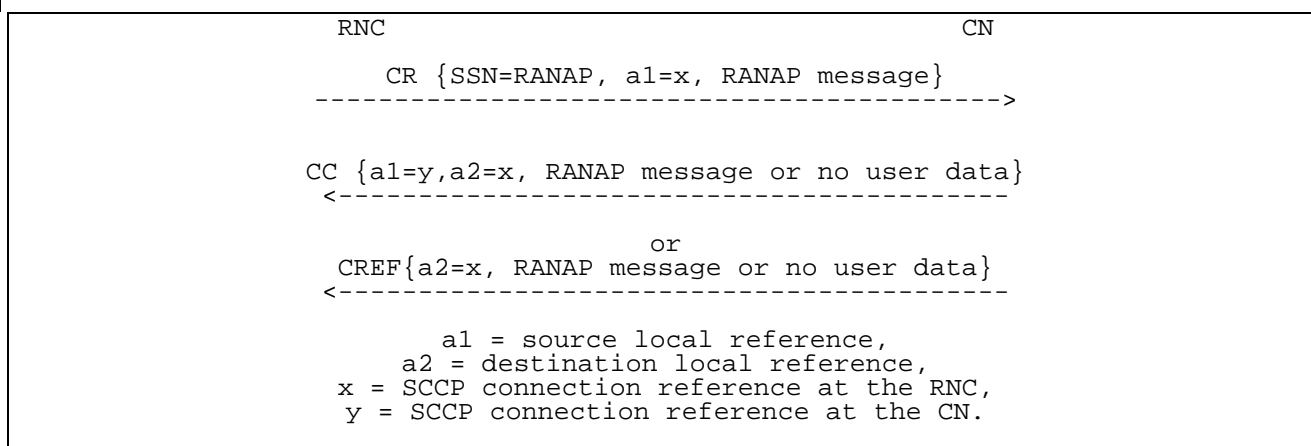 RNC CN
CR {SSN=RANAP, a1=x, RANAP message}
------------------------------------------->
CC {a1=y,a2=x, RANAP message or no user data}
<------------------------------------------
or
CREF{a2=x, RANAP message or no user data}
<------------------------------------------
a1 = source local reference,
a2 = destination local reference,
x = SCCP connection reference at the RNC,
y = SCCP connection reference at the CN.